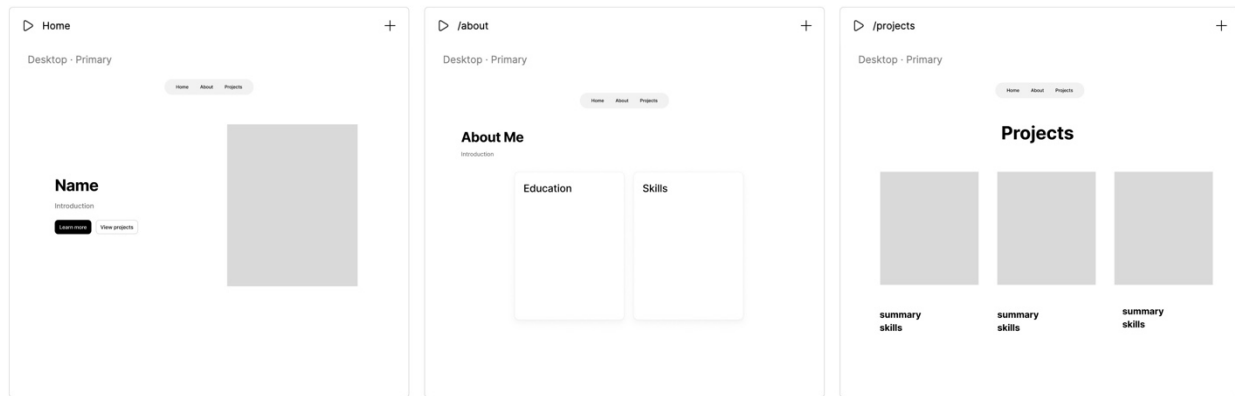 Home
Desktop · Primary
Home About Projects
Name
Introduction
Learn more View projects
/about
Desktop · Primary
Home About Projects
About Me
Introduction
Education Skills
/projects
Desktop · Primary
Home About Projects
Projects
summary
skills
summary
skills
summary
skills